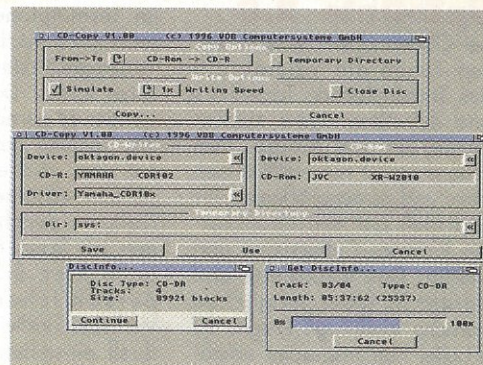 CD-Copy V1.80 (c) 1996 VOB Computersysteme GmbH
Copy Options
From->To CD-Rom -> CD-R Temporary Directory
Write Options
Simulate 1x Writing Speed Close Disc
Copy... Cancel
CD-Copy V1.80 (c) 1996 VOB Computersysteme GmbH
CD-Writer CD-Rom
Device: oktagon.device Device: oktagon.device
CD-R: YAMAHA CDR102 CD-Rom: JVC XR-W2010
Driver: Yamaha_CDR10x
Temporary Directory
Dir: sys:
Save Use Cancel
DiscInfo...
Disc Type: CD-DA
Tracks: 4
Size: 89921 blocks
Continue Cancel
Get DiscInfo...
Track: 03/04 Type: CD-DA
Length: 05:37:62 (25337)
0% 100%
Cancel